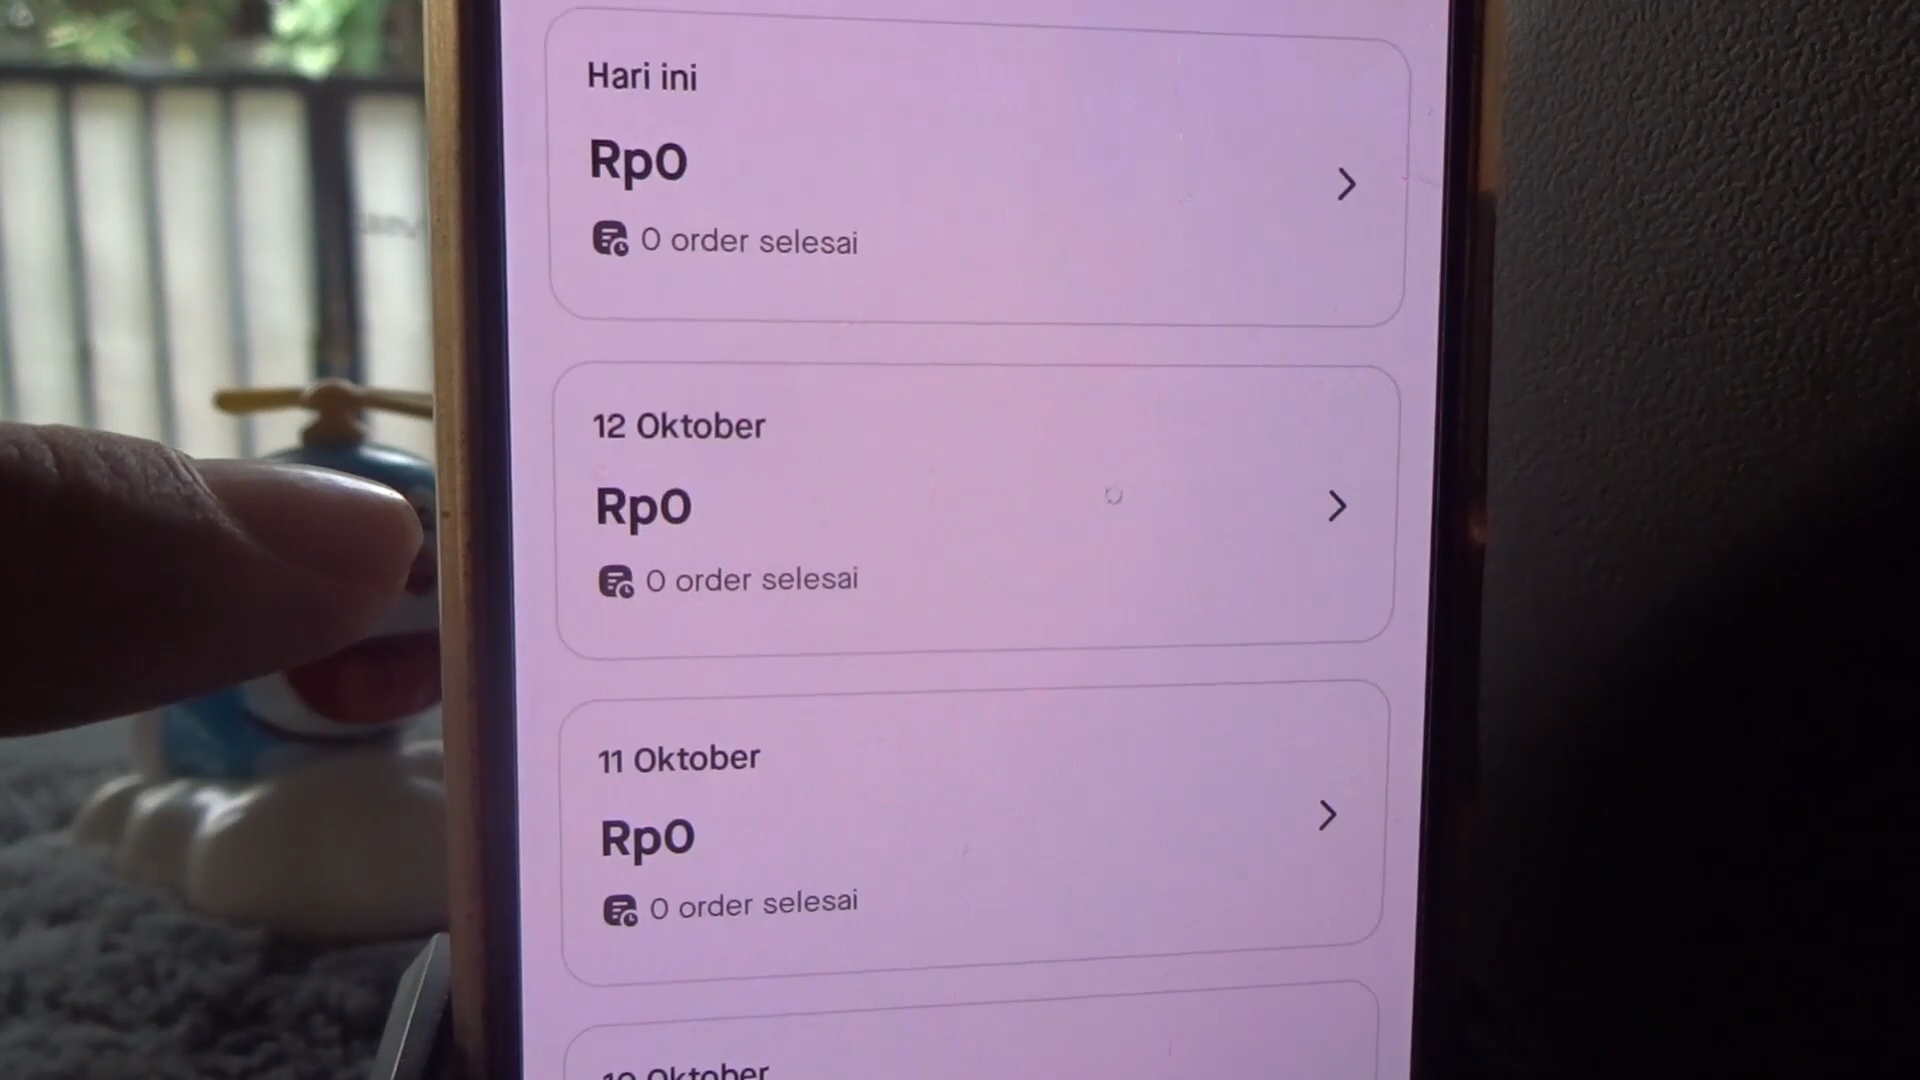 Hari ini
Rp0
0 order selesai
12 Oktober
Rp0
0 order selesai
11 Oktober
Rp0
0 order selesai
10 Oktober